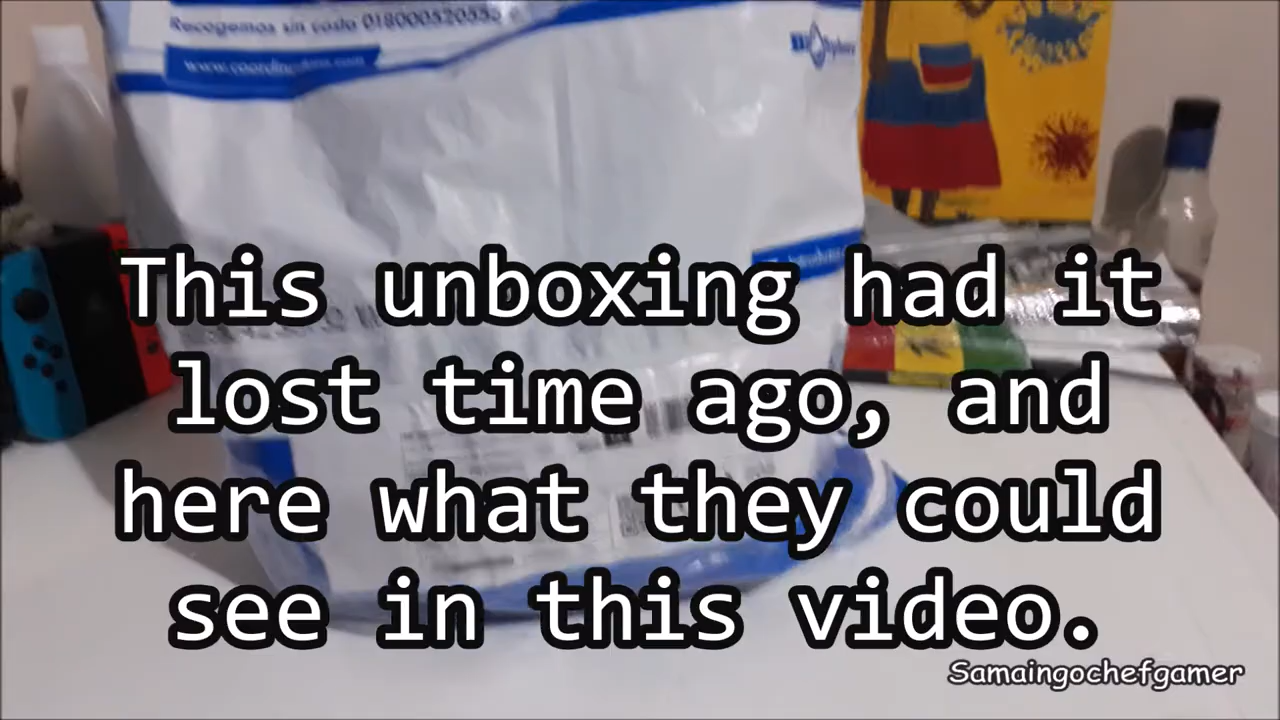 Recogemos sin costo 018000520555
www.coordinadora.com
This unboxing had it
lost time ago, and
here what they could
see in this video.
Samaingochefgamer